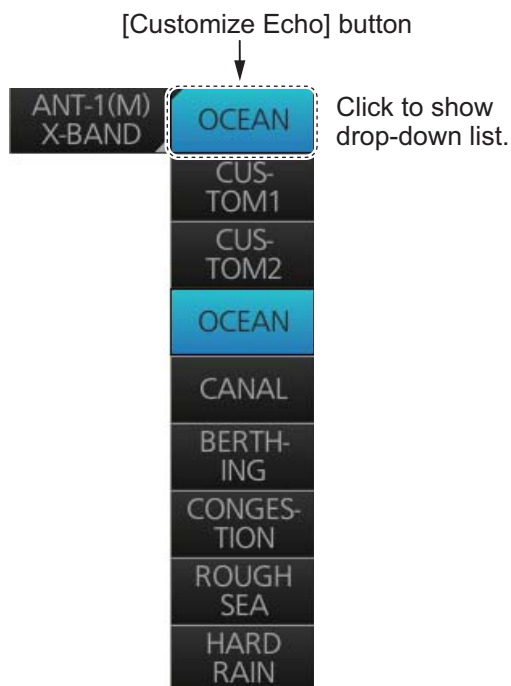 [Customize Echo] button
ANT-1(M)
X-BAND
OCEAN
Click to show
drop-down list.
CUS-
TOM1
CUS-
TOM2
OCEAN
CANAL
BERTH-
ING
CONGES-
TION
ROUGH
SEA
HARD
RAIN